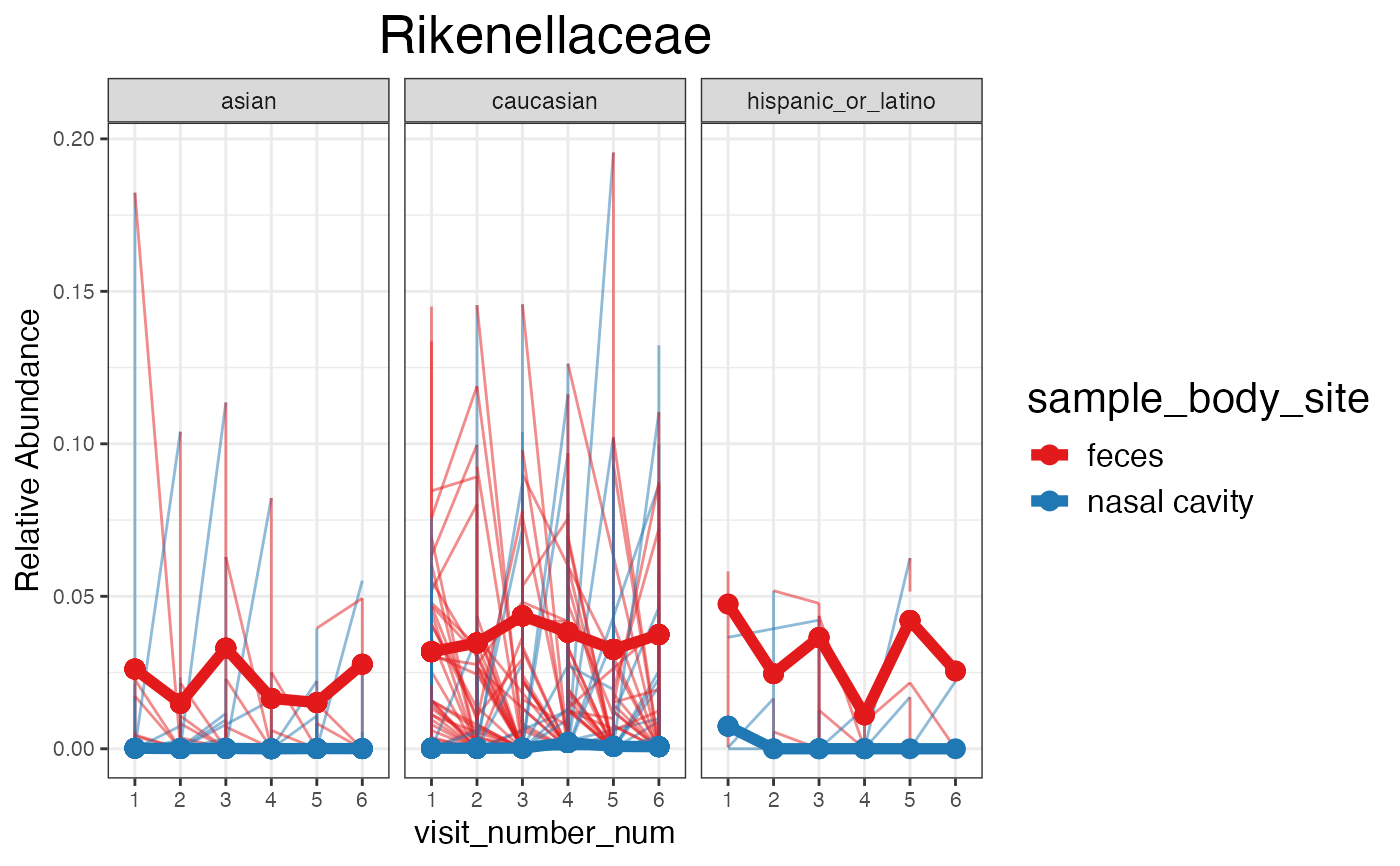 Rikenellaceae
asian caucasian hispanic_or_latino
0.20
0.15
0.10
0.05
0.00
Relative Abundance
1 2 3 4 5 6 1 2 3 4 5 6 1 2 3 4 5 6
visit_number_num
sample_body_site
feces
nasal cavity